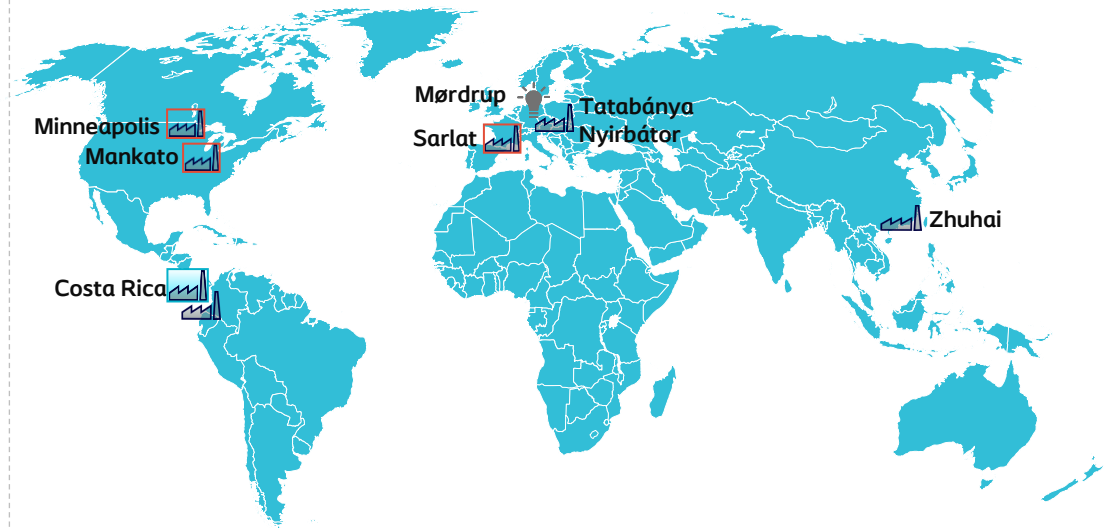 Mørdrup
Tatabánya
Minneapolis
Nyirbátor
Sarlat
Mankato
Zhuhai
Costa Rica